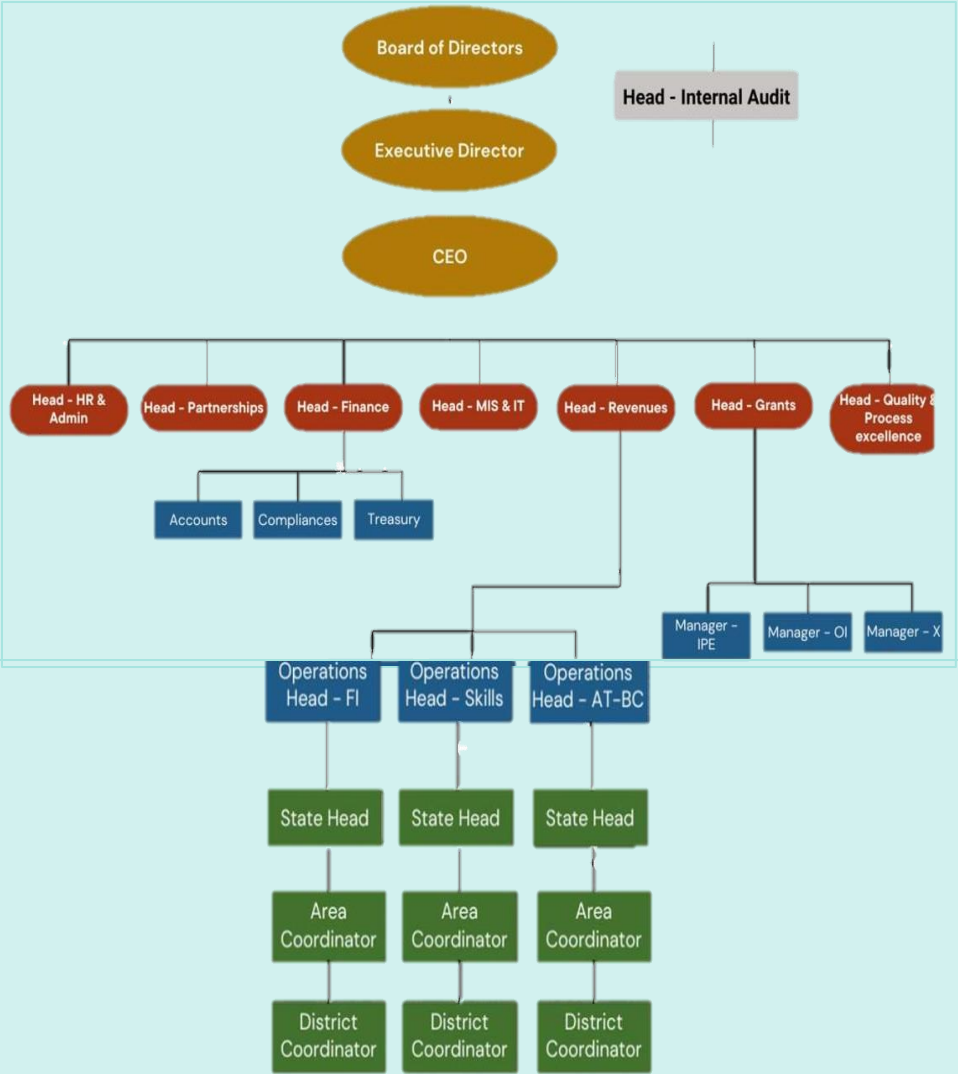 Board of Directors
Head - Internal Audit
Executive Director
CEO
Head - HR &
Admin
Head - Partnerships
Head - Finance
Head - MIS & IT
Head - Revenues
Head - Grants
Head - Quality &
Process
excellence
Accounts
Compliances
Treasury
Manager -
IPE
Manager - OI
Manager - X
Operations
Head - FI
Operations
Head - Skills
Operations
Head - AT-BC
State Head
State Head
State Head
Area
Coordinator
Area
Coordinator
Area
Coordinator
District
Coordinator
District
Coordinator
District
Coordinator